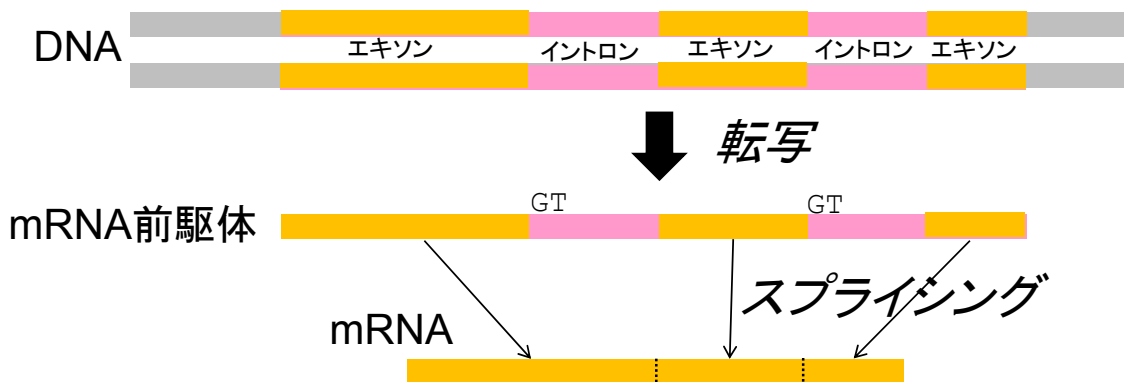 DNA
エキソン イントロン エキソン イントロン エキソン
転写
GT GT
mRNA前駆体
スプライシング
mRNA